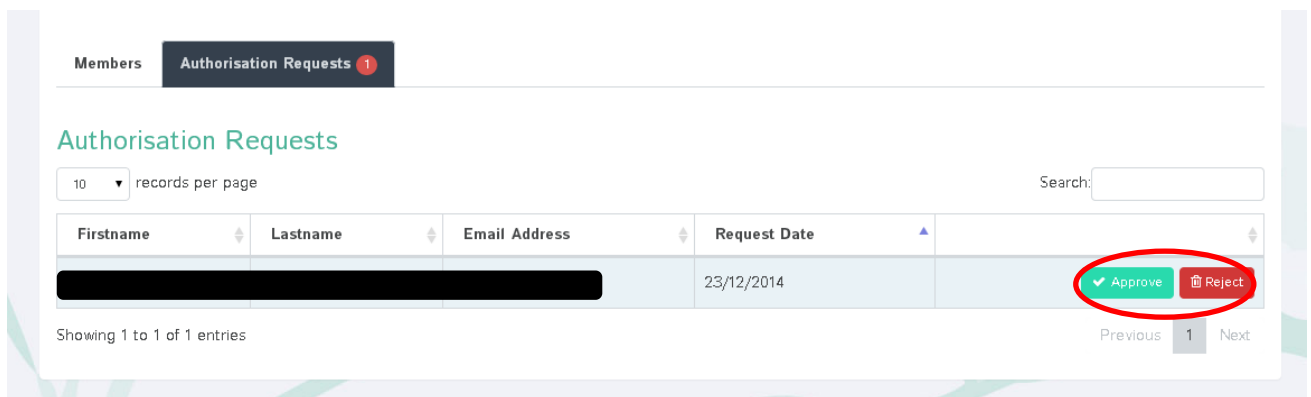 Members Authorisation Requests 1
Authorisation Requests
10 records per page Search:
Firstname Lastname Email Address Request Date
23/12/2014 Approve Reject
Showing 1 to 1 of 1 entries Previous 1 Next